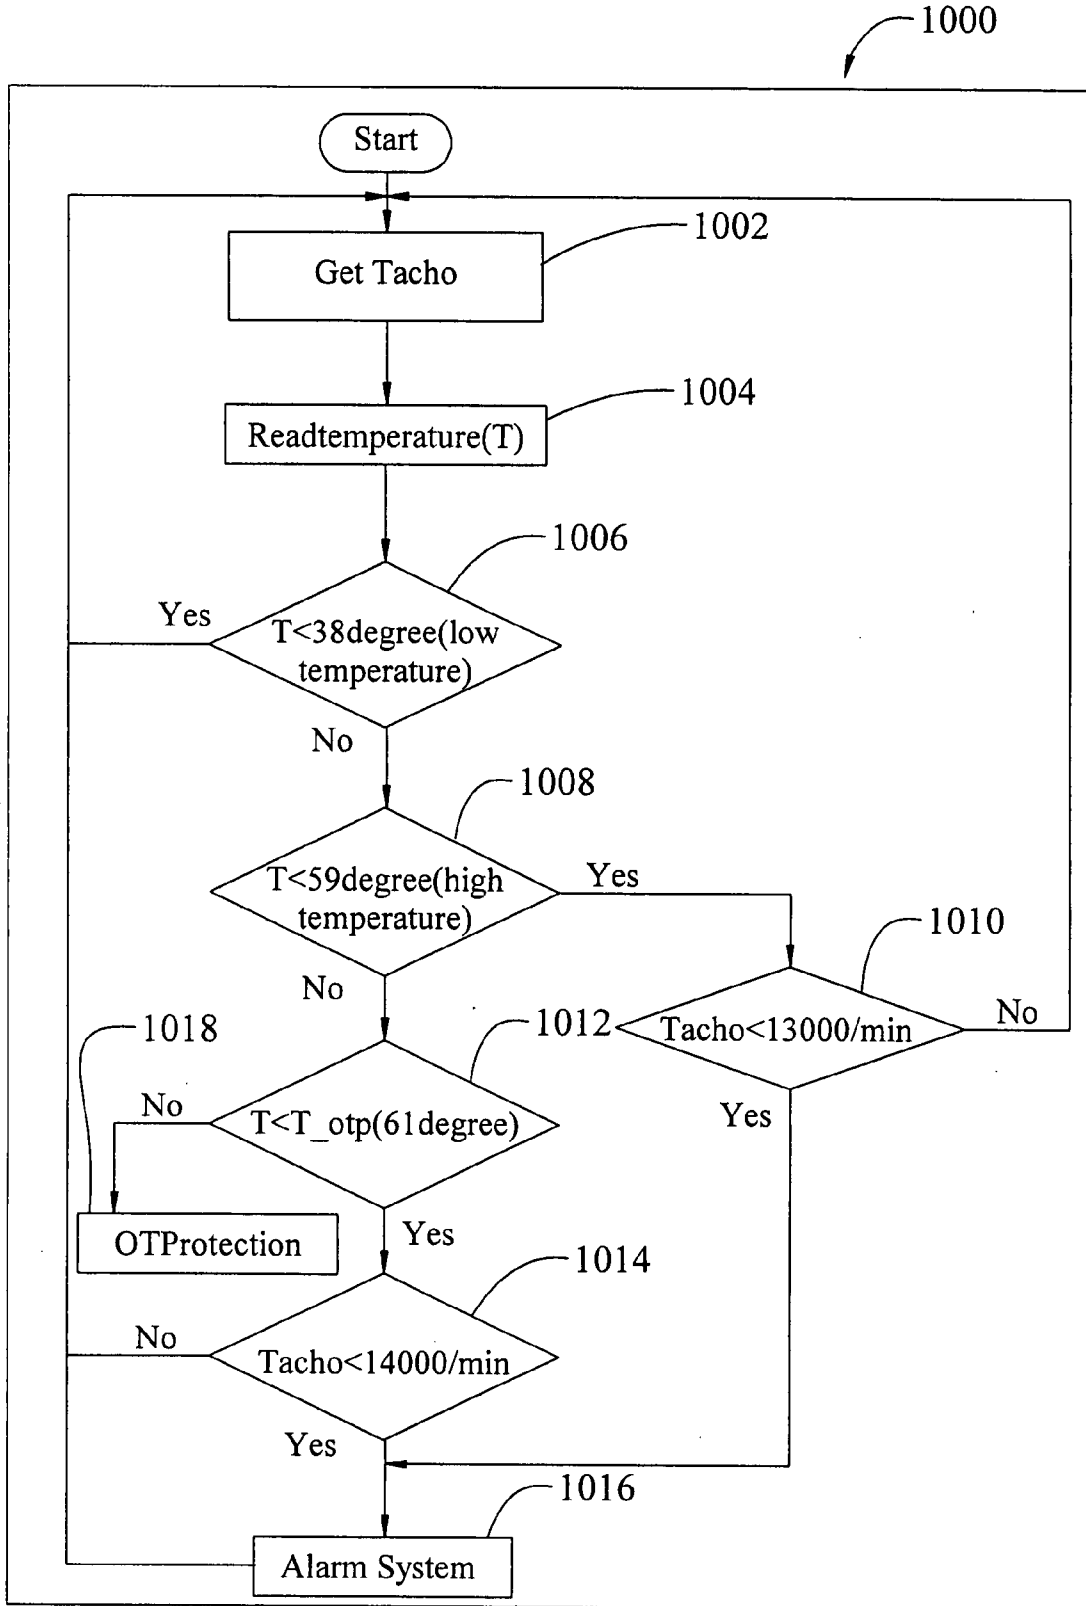 1000
Start
1002
Get Tacho
1004
Readtemperature(T)
1006
Yes
T<38degree(low
temperature)
No
1008
T<59degree(high
temperature)
Yes
1010
No
1018
1012
Tacho<13000/min
No
No
T<T_otp(61degree)
Yes
OTProtection
Yes
1014
No
Tacho<14000/min
Yes
1016
Alarm System